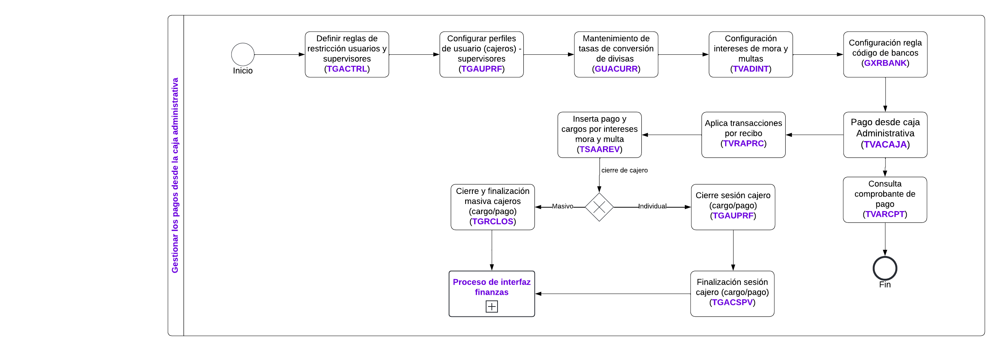 Gestionar los pagos desde la caja administrativa
Inicio
Definir reglas de
restricción usuarios y
supervisores
(TGACTRL)
Configurar perfiles
de usuario (cajeros) -
supervisores
(TGAUPRF)
Mantenimiento de
tasas de conversión
de divisas
(GUACURR)
Configuración
intereses de mora y
multas
(TVADINT)
Configuración regla
código de bancos
(GXRBANK)
Inserta pago y
cargos por intereses
mora y multa
(TSAAREV)
Aplica transacciones
por recibo
(TVRAPRC)
Pago desde caja
Administrativa
(TVACAJA)
cierre de cajero
Cierre y finalización
masiva cajeros
(cargo/pago)
(TGRCLOS)
Masivo
Individual
Cierre sesión cajero
(cargo/pago)
(TGAUPRF)
Consulta
comprobante de
pago
(TVARCPT)
Proceso de interfaz
finanzas
Finalización sesión
cajero (cargo/pago)
(TGACSPV)
Fin